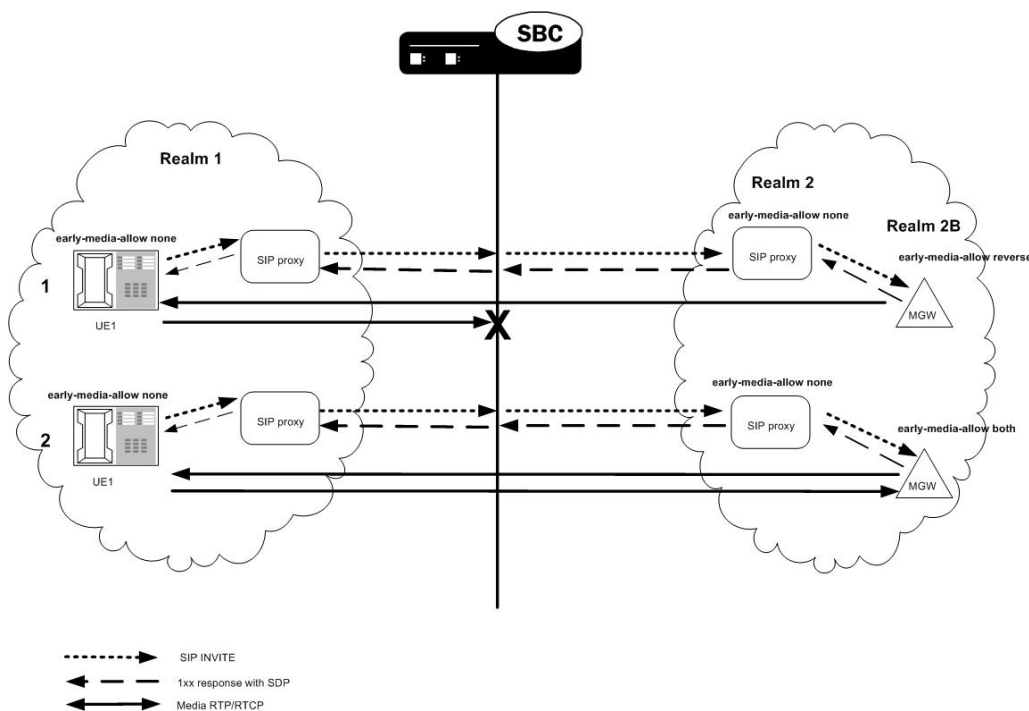 SBC
Realm 1
Realm 2
early-media-allow none
Realm 2B
early-media-allow none
SIP proxy
SIP proxy
early-media-allow reverse
1
UE1
MGW
X
early-media-allow none
early-media-allow none
SIP proxy
SIP proxy
early-media-allow both
2
UE1
MGW
SIP INVITE
1xx response with SDP
Media RTP/RTCP